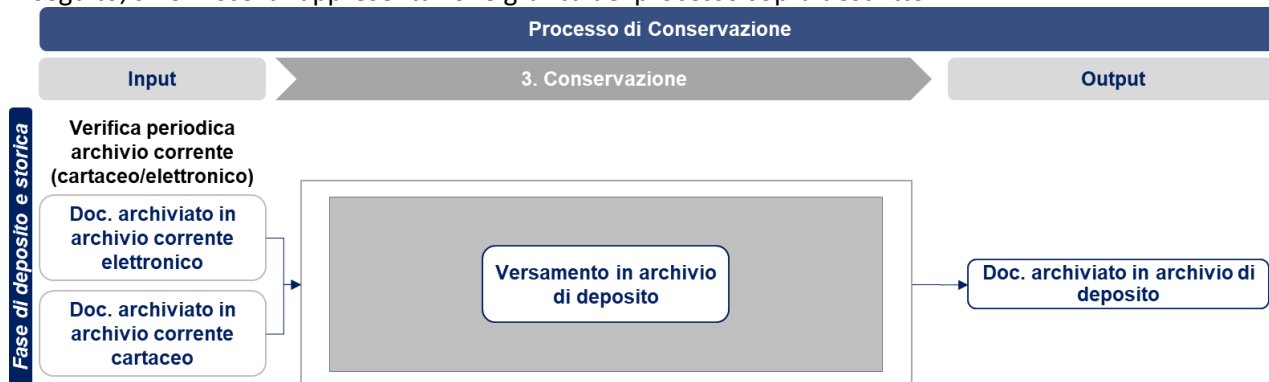 Processo di Conservazione
Input
3. Conservazione
Output
Fase di deposito e storica
Verifica periodica
archivio corrente
(cartaceo/elettronico)
Doc. archiviato in
archivio corrente
elettronico
Doc. archiviato in
archivio corrente
cartaceo
Versamento in archivio
di deposito
Doc. archiviato in archivio di
deposito